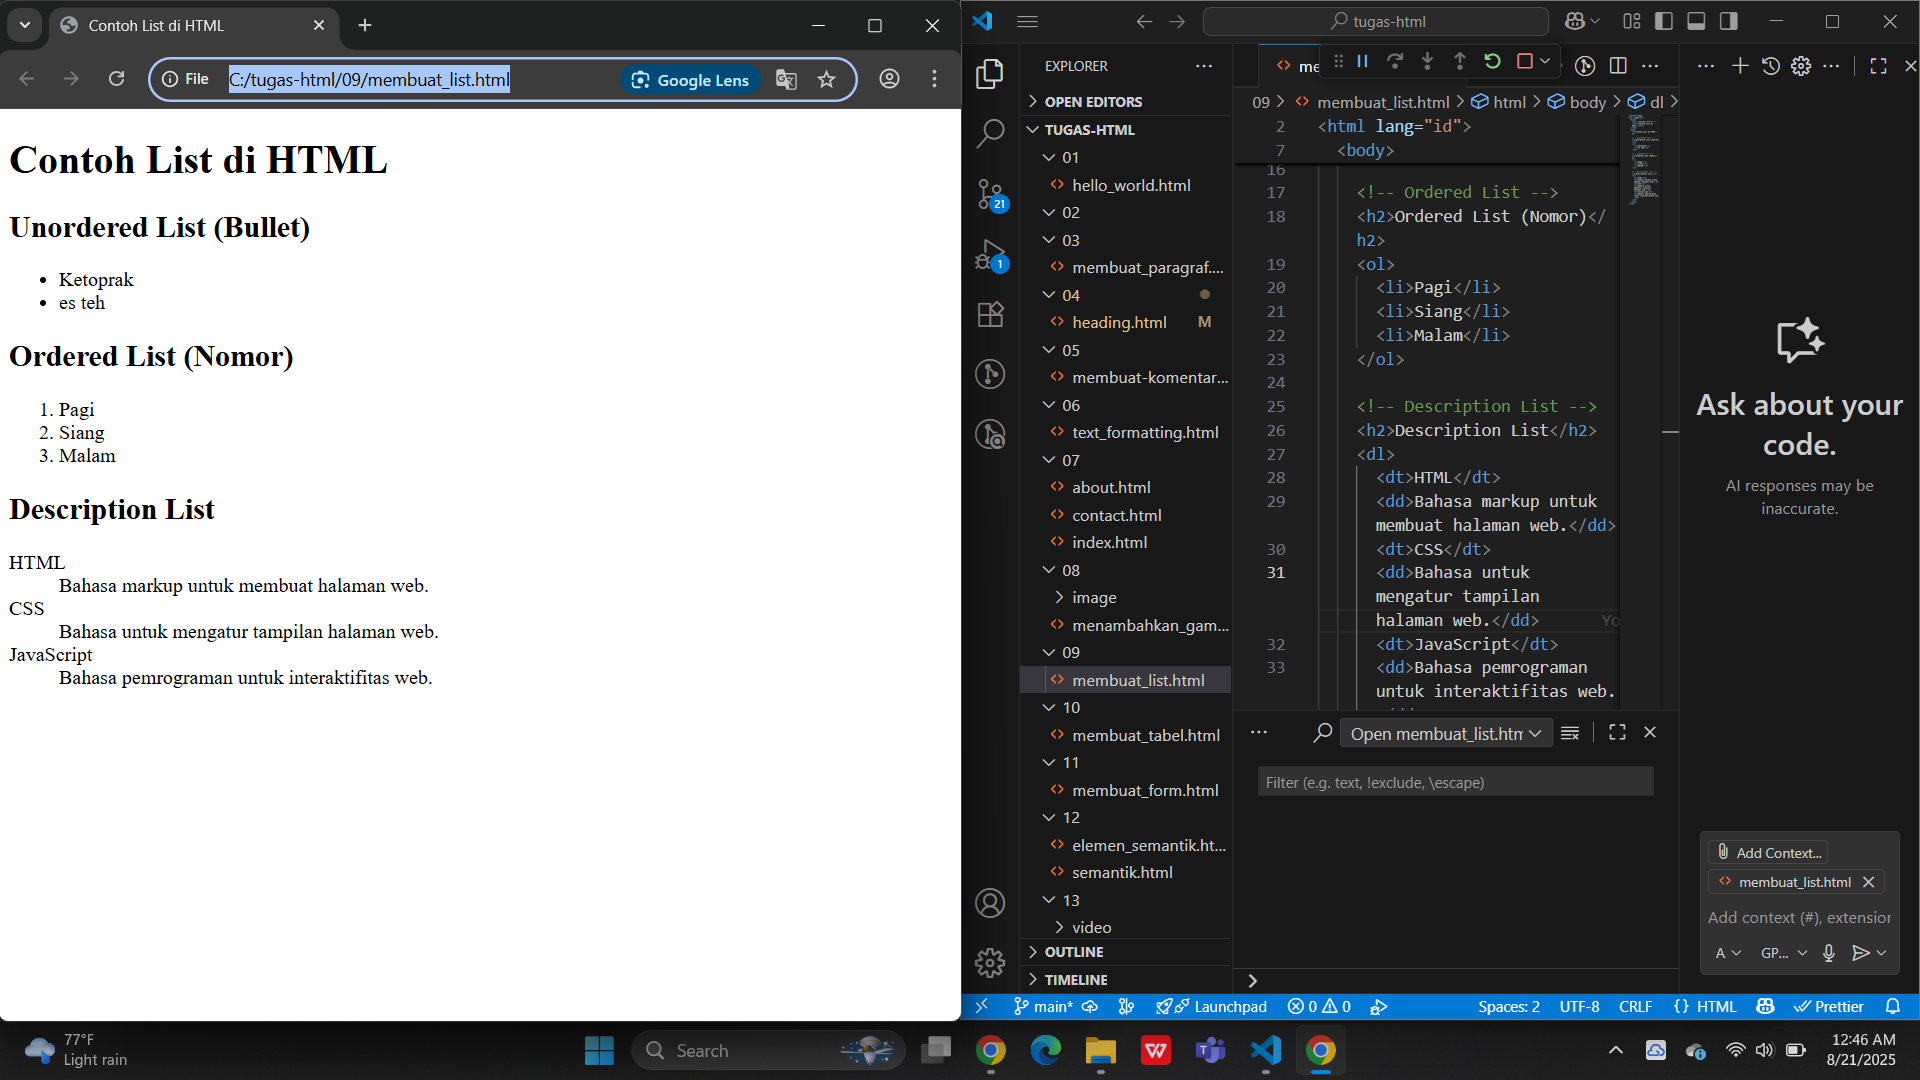 Contoh List di HTML
File
C:/tugas-html/09/membuat_list.html
Google Lens
Contoh List di HTML
Unordered List (Bullet)
Ketoprak
es teh
Ordered List (Nomor)
1. Pagi
2. Siang
3. Malam
Description List
HTML
Bahasa markup untuk membuat halaman web.
CSS
Bahasa untuk mengatur tampilan halaman web.
JavaScript
Bahasa pemrograman untuk interaktifitas web.
tugas-html
EXPLORER
OPEN EDITORS
TUGAS-HTML
01
hello_world.html
02
03
membuat_paragraf....
04
heading.html M
05
membuat-komentar...
06
text_formatting.html
07
about.html
contact.html
index.html
08
image
menambahkan_gam...
09
membuat_list.html
10
membuat_tabel.html
11
membuat_form.html
12
elemen_semantik.ht...
semantik.html
13
video
OUTLINE
TIMELINE
21
1
me
09 > membuat_list.html > html > body > dl >
2 <html lang="id">
7 <body>
16
17 <!-- Ordered List -->
18 <h2>Ordered List (Nomor)</
h2>
19 <ol>
20 <li>Pagi</li>
21 <li>Siang</li>
22 <li>Malam</li>
23 </ol>
24
25 <!-- Description List -->
26 <h2>Description List</h2>
27 <dl>
28 <dt>HTML</dt>
29 <dd>Bahasa markup untuk
membuat halaman web.</dd>
30 <dt>CSS</dt>
31 <dd>Bahasa untuk
mengatur tampilan
halaman web.</dd> Yo
32 <dt>JavaScript</dt>
33 <dd>Bahasa pemrograman
untuk interaktifitas web.
Open membuat_list.htm
Filter (e.g. text, !exclude, \escape)
Ask about your
code.
AI responses may be
inaccurate.
Add Context...
membuat_list.html
Add context (#), extension
A
GP...
main*
Launchpad
0
0
Spaces: 2
UTF-8
CRLF
{} HTML
Prettier
77°F
Light rain
Search
12:46 AM
8/21/2025